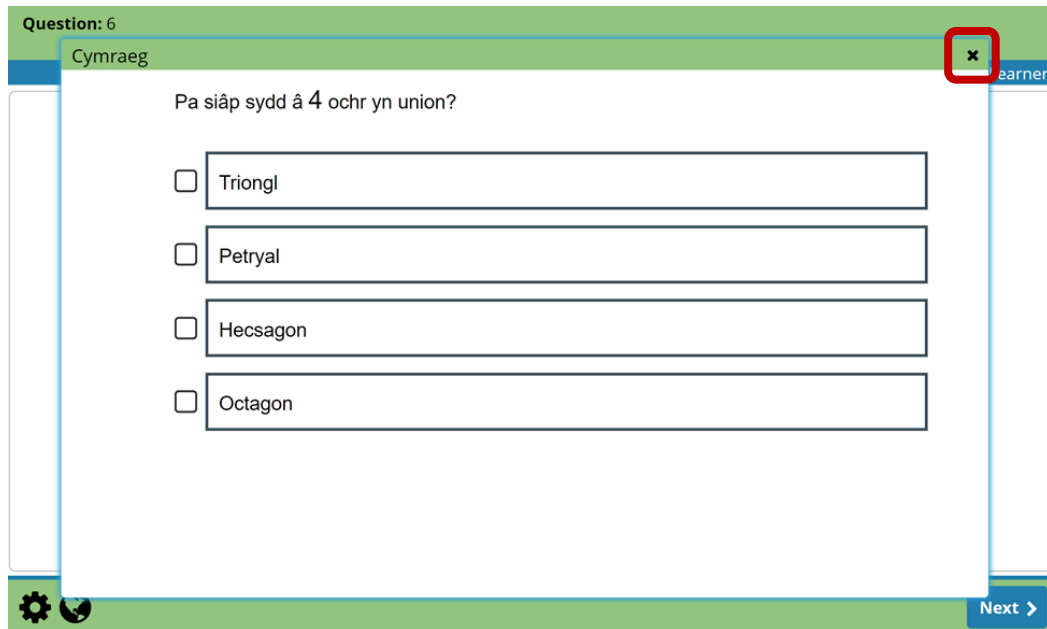 Question: 6
Cymraeg
earner
Pa siâp sydd â 4 ochr yn union?
Triongl
Petryal
Hecsagon
Octagon
Next